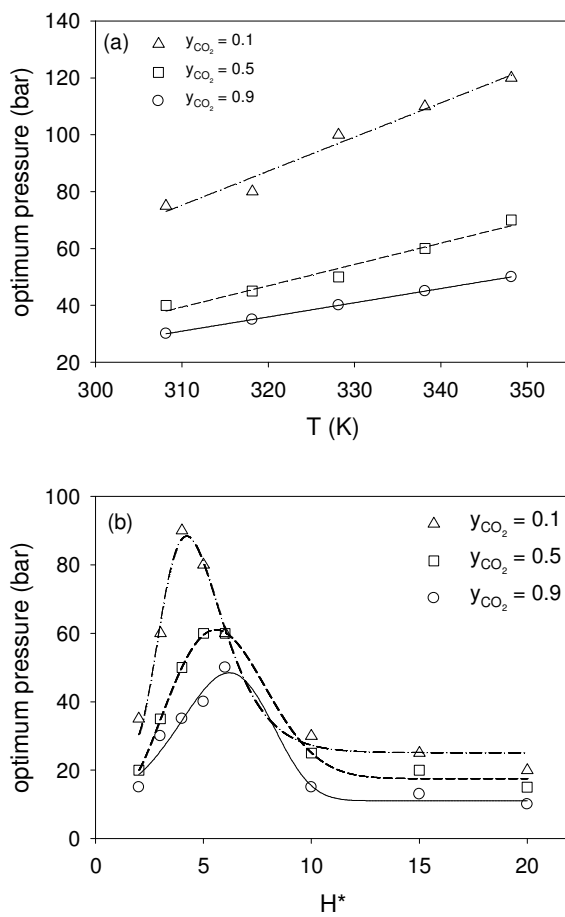 140
(a)
y_CO₂ = 0.1
y_CO₂ = 0.5
y_CO₂ = 0.9
120
100
80
60
40
20
optimum pressure (bar)
300 310 320 330 340 350
T (K)
100
(b)
y_CO₂ = 0.1
y_CO₂ = 0.5
y_CO₂ = 0.9
80
60
40
20
0
optimum pressure (bar)
0 5 10 15 20
H*